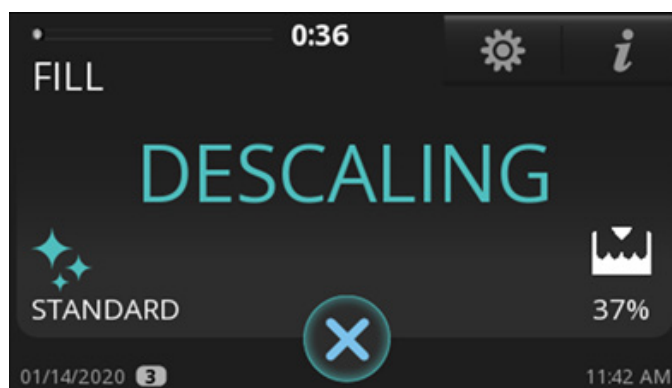 0:36
i
FILL
DESCALING
STANDARD
37%
01/14/2020 3
11:42 AM